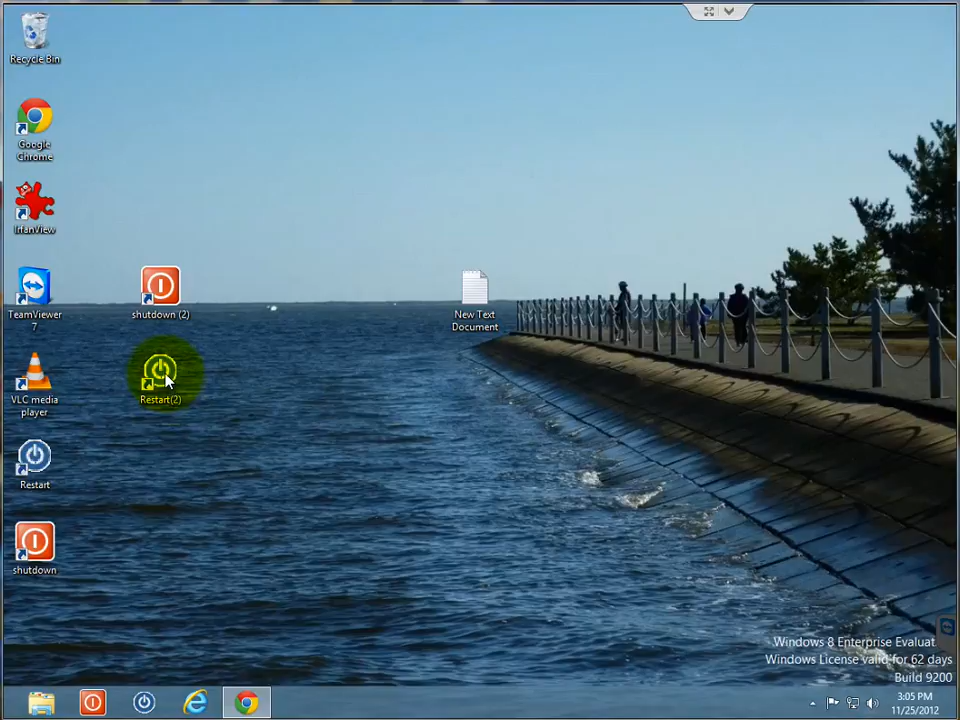 Recycle Bin
Google
Chrome
IrfanView
TeamViewer
7
shutdown (2)
New Text
Document
VLC media
player
Restart(2)
Restart
shutdown
Windows 8 Enterprise Evaluat
Windows License valid for 62 days
Build 9200
3:05 PM
11/25/2012